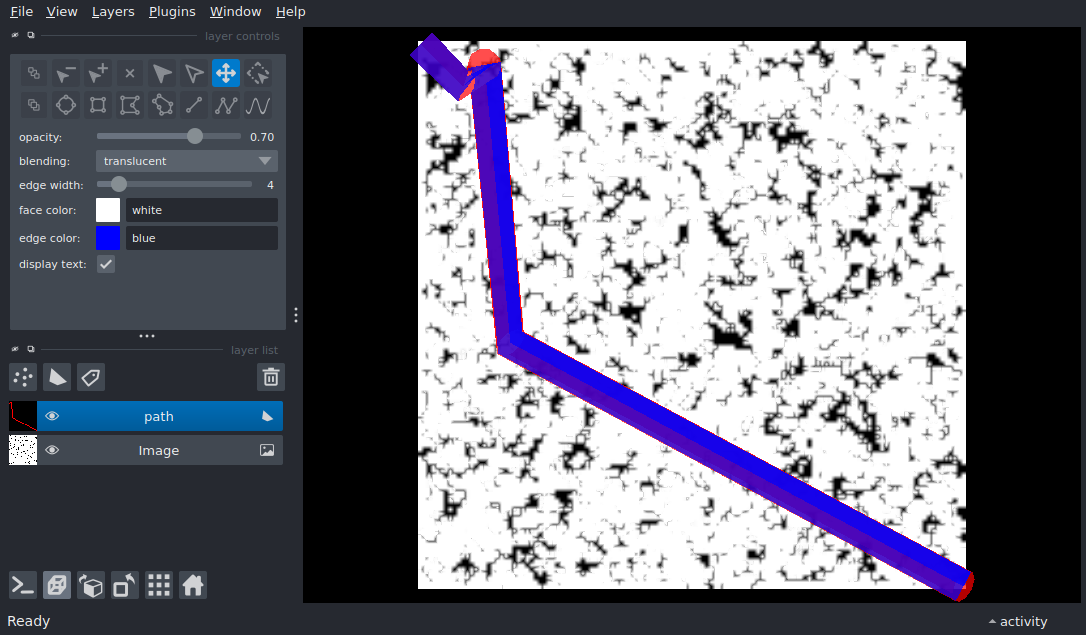 File View Layers Plugins Window Help
layer controls
opacity: 0.70
blending: translucent
edge width: 4
face color: white
edge color: blue
display text:
layer list
path
Image
Ready
activity